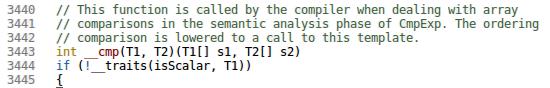 3440 // This function is called by the compiler when dealing with array
3441 // comparisons in the semantic analysis phase of CmpExp. The ordering
3442 // comparison is lowered to a call to this template.
3443 int __cmp(T1, T2)(T1[] s1, T2[] s2)
3444 if (!__traits(isScalar, T1))
3445 {